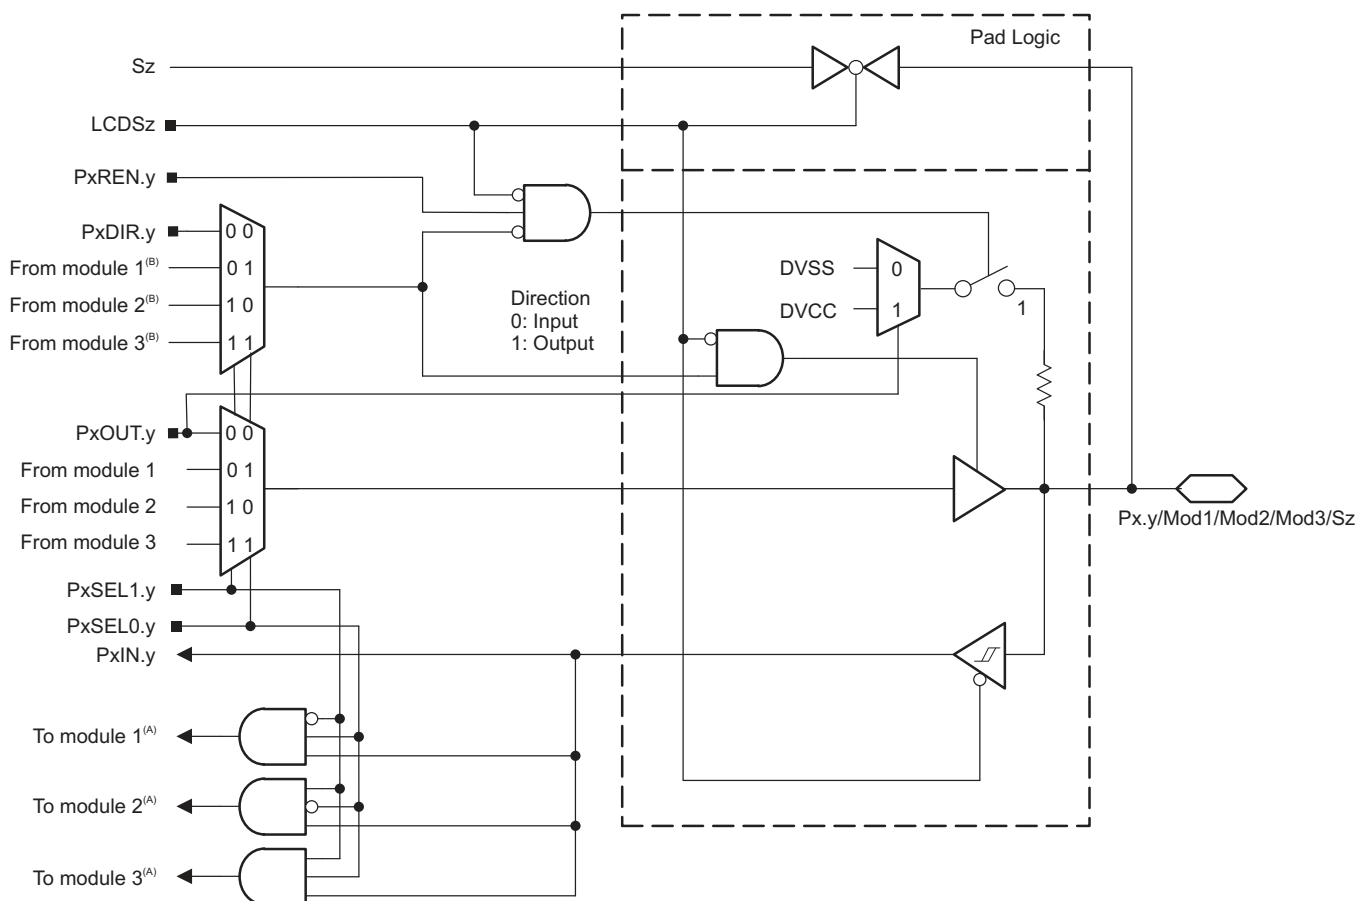 Pad Logic
Sz
LCDSz
PxREN.y
PxDIR.y
0 0
From module 1(B)
0 1
From module 2(B)
1 0
From module 3(B)
1 1
Direction
0: Input
1: Output
DVSS
0
DVCC
1
1
PxOUT.y
0 0
From module 1
0 1
From module 2
1 0
From module 3
1 1
Px.y/Mod1/Mod2/Mod3/Sz
PxSEL1.y
PxSEL0.y
PxIN.y
To module 1(A)
To module 2(A)
To module 3(A)